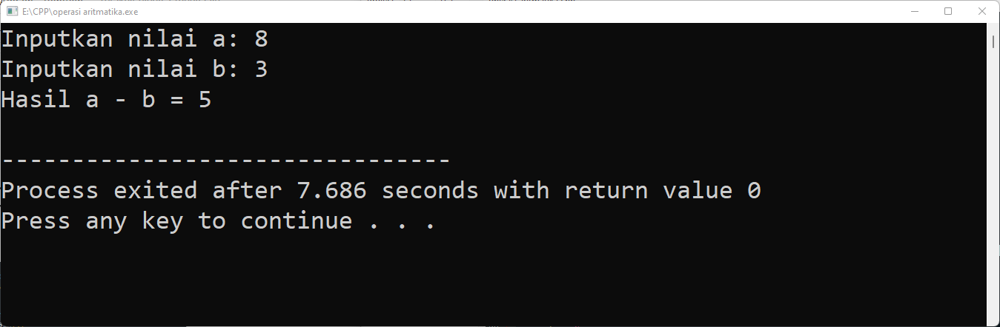 E:\CPP\operasi aritmatika.exe
Inputkan nilai a: 8
Inputkan nilai b: 3
Hasil a - b = 5
--------------------------------
Process exited after 7.686 seconds with return value 0
Press any key to continue . . .